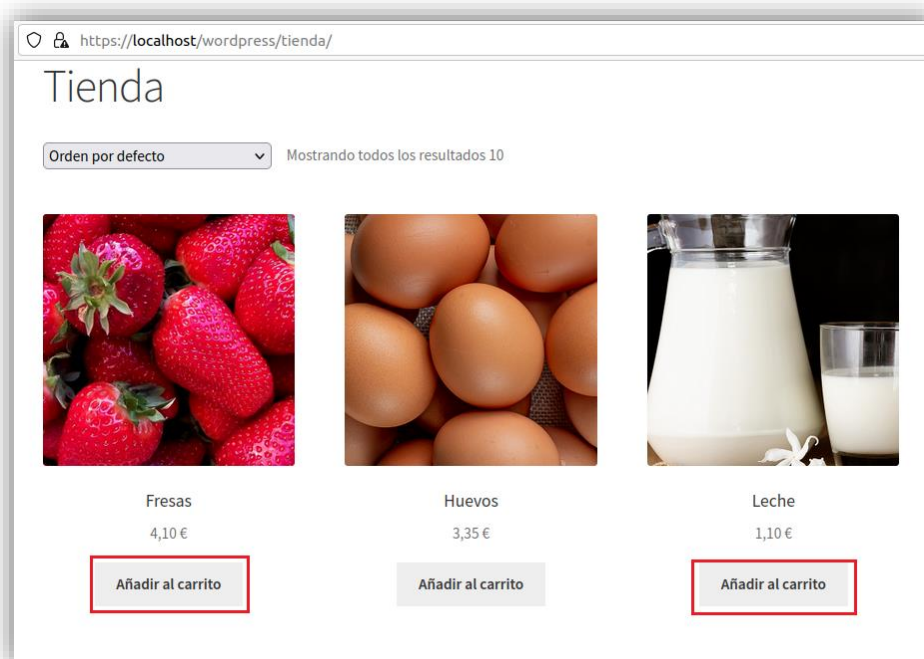 https://localhost/wordpress/tienda/
Tienda
Orden por defecto
Mostrando todos los resultados 10
Fresas
Huevos
Leche
4,10 €
3,35 €
1,10 €
Añadir al carrito
Añadir al carrito
Añadir al carrito